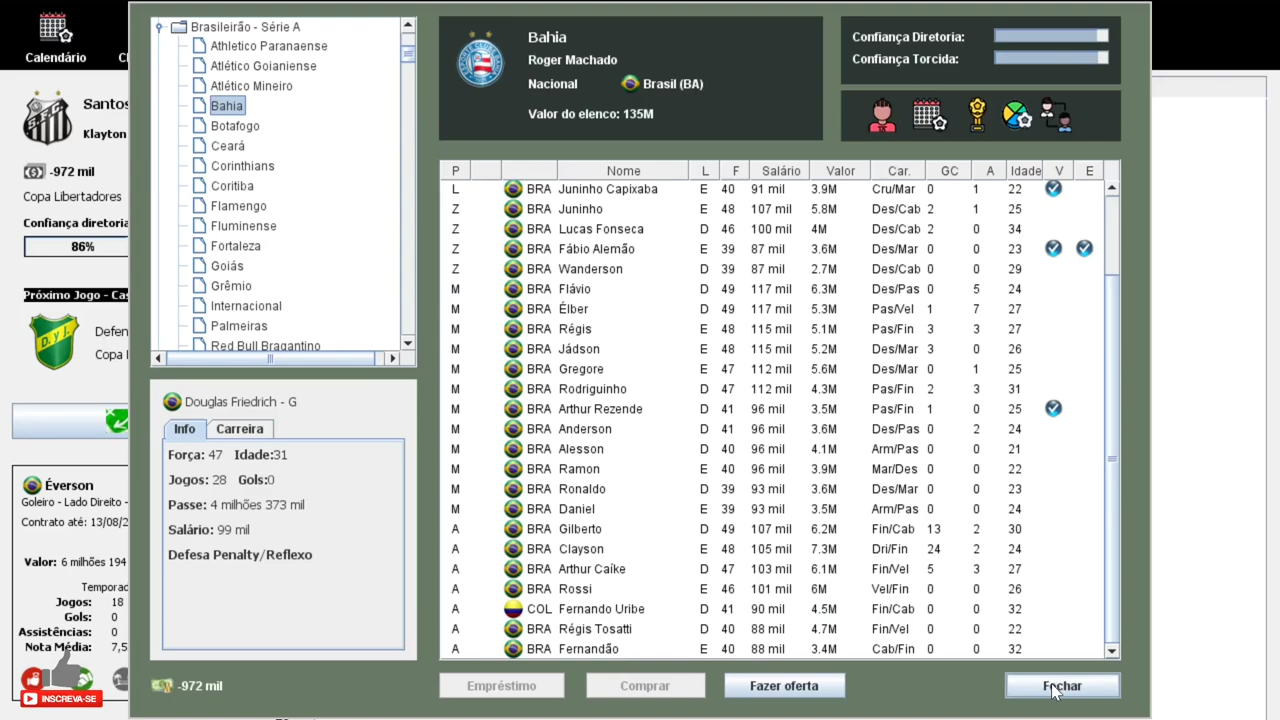 Calendário
Cl
Santos
Klayton
-972 mil
Copa Libertadores
Confiança diretoria
86%
Próximo Jogo - Cas
D. y J.
Defen
Copa
Éverson
Goleiro - Lado Direito -
Contrato até: 13/08/2
Valor: 6 milhões 194
Temporad
Jogos: 18
Gols: 0
Assistências: 0
Nota Média: 7,5
INSCREVA-SE
Brasileirão - Série A
Athletico Paranaense
Atlético Goianiense
Atlético Mineiro
Bahia
Botafogo
Ceará
Corinthians
Coritiba
Flamengo
Fluminense
Fortaleza
Goiás
Grêmio
Internacional
Palmeiras
Red Bull Bragantino
Douglas Friedrich - G
Info Carreira
Força: 47 Idade:31
Jogos: 28 Gols:0
Passe: 4 milhões 373 mil
Salário: 99 mil
Defesa Penalty/Reflexo
-972 mil
Bahia
Roger Machado
Nacional Brasil (BA)
Valor do elenco: 135M
Confiança Diretoria:
Confiança Torcida:
P Nome L F Salário Valor Car. GC A Idade V E
L BRA Juninho Capixaba E 40 91 mil 3.9M Cru/Mar 0 1 22
Z BRA Juninho E 48 107 mil 5.8M Des/Cab 2 1 25
Z BRA Lucas Fonseca D 46 100 mil 4M Des/Cab 2 0 34
Z BRA Fábio Alemão E 39 87 mil 3.6M Des/Mar 0 0 23
Z BRA Wanderson D 39 87 mil 2.7M Des/Cab 0 0 29
M BRA Flávio D 49 117 mil 6.3M Des/Pas 0 5 24
M BRA Élber D 49 117 mil 5.3M Pas/Vel 1 7 27
M BRA Régis E 48 115 mil 5.1M Pas/Fin 3 3 27
M BRA Jádson E 48 115 mil 5.2M Des/Mar 3 0 26
M BRA Gregore E 47 112 mil 5.6M Des/Mar 0 1 25
M BRA Rodriguinho D 47 112 mil 4.3M Pas/Fin 2 3 31
M BRA Arthur Rezende D 41 96 mil 3.5M Pas/Fin 1 0 25
M BRA Anderson D 41 96 mil 3.6M Des/Pas 0 2 24
M BRA Alesson D 40 96 mil 4.1M Arm/Pas 0 0 21
M BRA Ramon E 40 96 mil 3.9M Mar/Des 0 0 22
M BRA Ronaldo D 39 93 mil 3.6M Des/Mar 0 0 23
M BRA Daniel E 39 93 mil 3.5M Arm/Pas 0 0 24
A BRA Gilberto D 49 107 mil 6.2M Fin/Cab 13 2 30
A BRA Clayson E 48 105 mil 7.3M Dri/Fin 24 2 24
A BRA Arthur Caíke D 47 103 mil 6.1M Fin/Vel 5 3 27
A BRA Rossi E 46 101 mil 6M Vel/Fin 0 0 26
A COL Fernando Uribe D 41 90 mil 4.5M Fin/Cab 0 0 32
A BRA Régis Tosatti D 40 88 mil 4.7M Fin/Vel 0 0 22
A BRA Fernandão E 40 88 mil 3.4M Cab/Fin 0 0 32
Empréstimo Comprar Fazer oferta Fechar